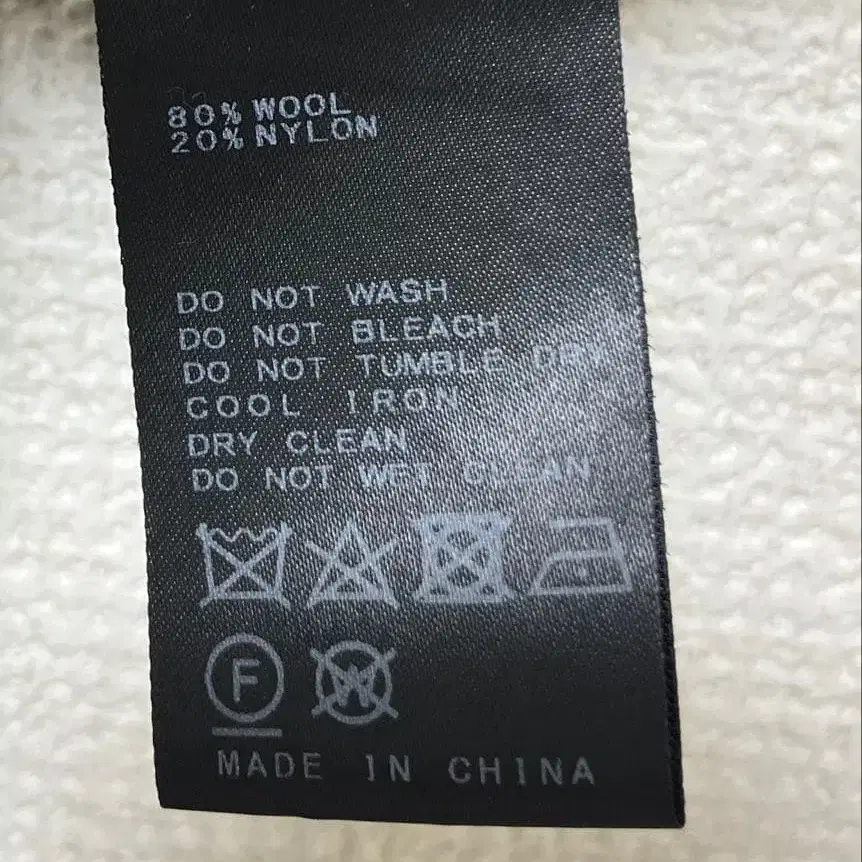 80% WOOL
20% NYLON
DO NOT WASH
DO NOT BLEACH
DO NOT TUMBLE DRY
COOL IRON
DRY CLEAN
DO NOT WET CLEAN
F W
MADE IN CHINA